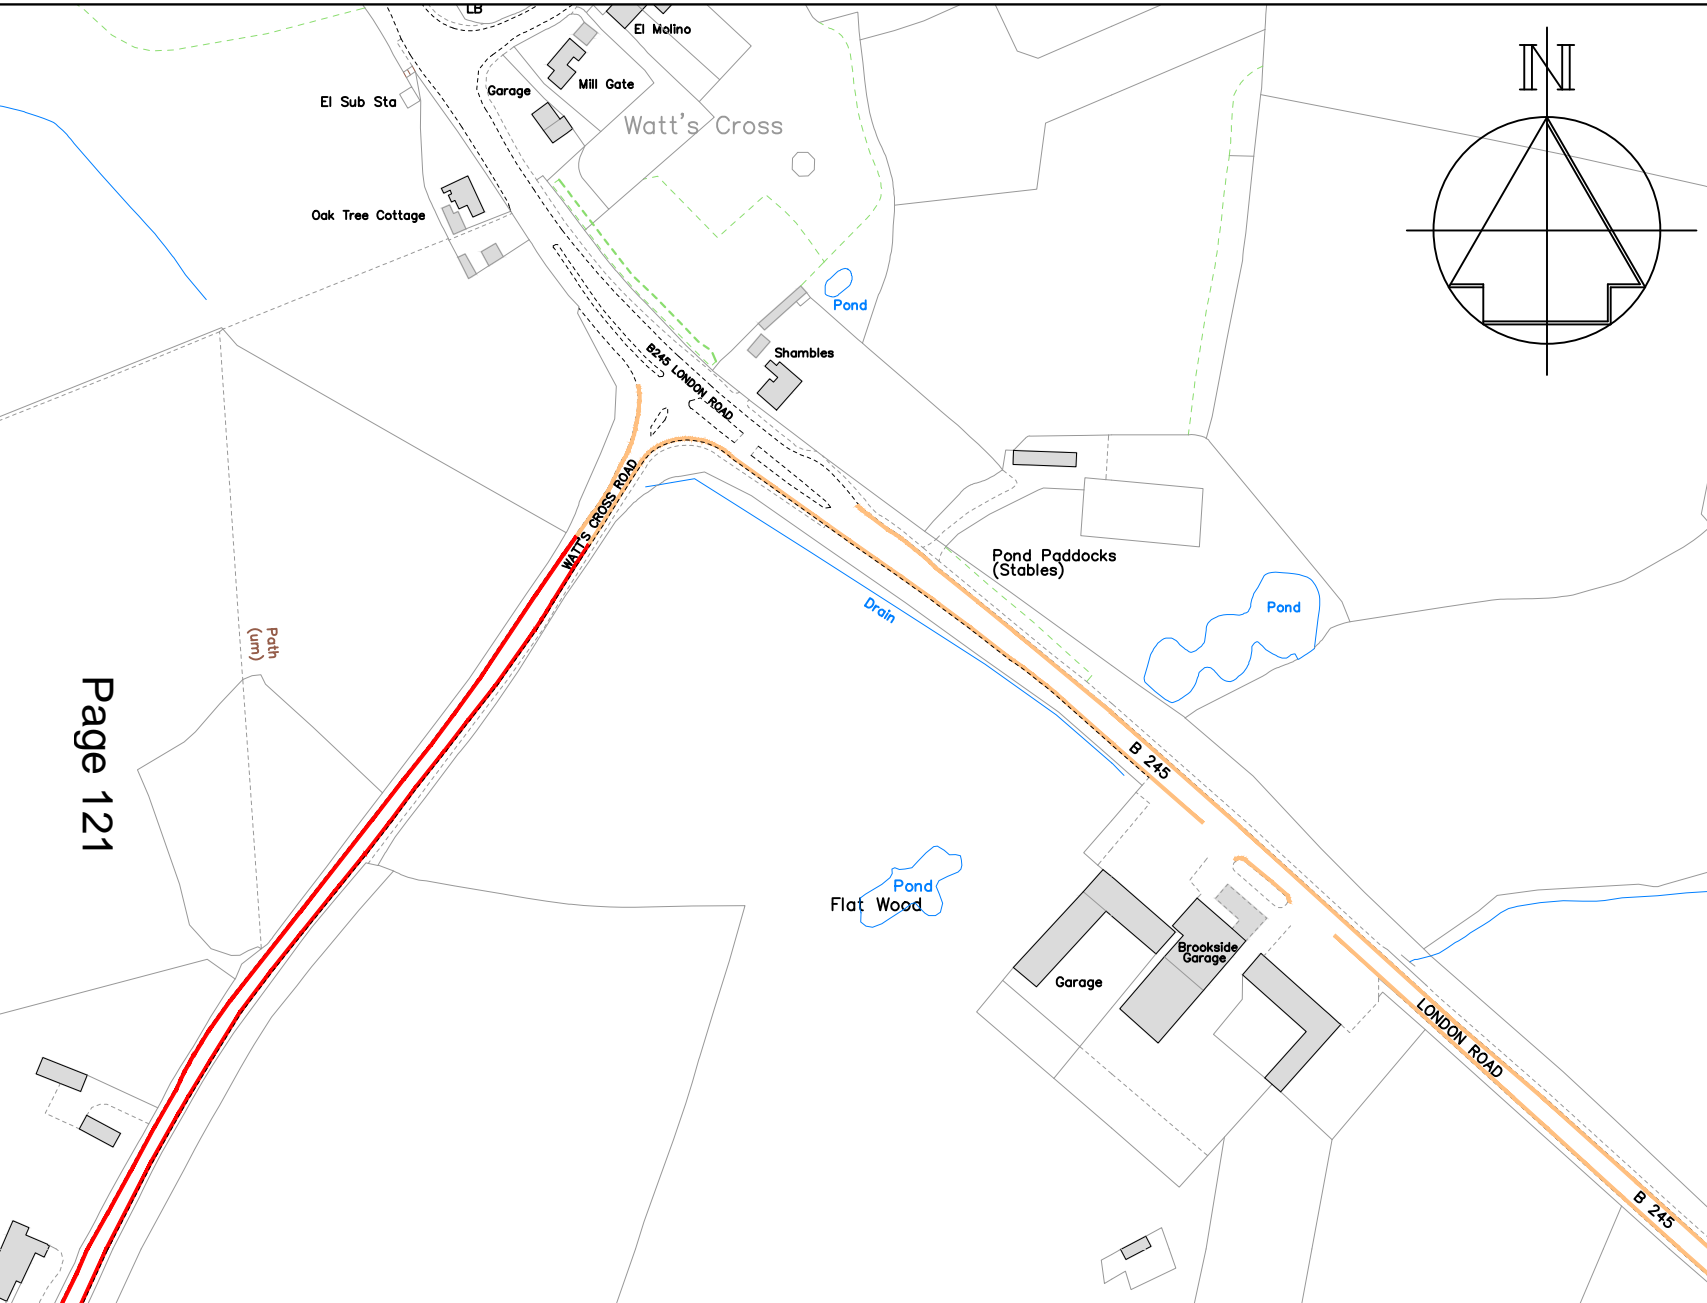 LB
El Molino
Mill Gate
Garage
El Sub Sta
Watt's Cross
N
Oak Tree Cottage
Pond
B245 LONDON ROAD
Shambles
WATTS CROSS ROAD
Pond Paddocks
(Stables)
Drain
Pond
Path
(um)
Page 121
B 245
Pond
Flat Wood
Brookside
Garage
Garage
LONDON ROAD
B 245